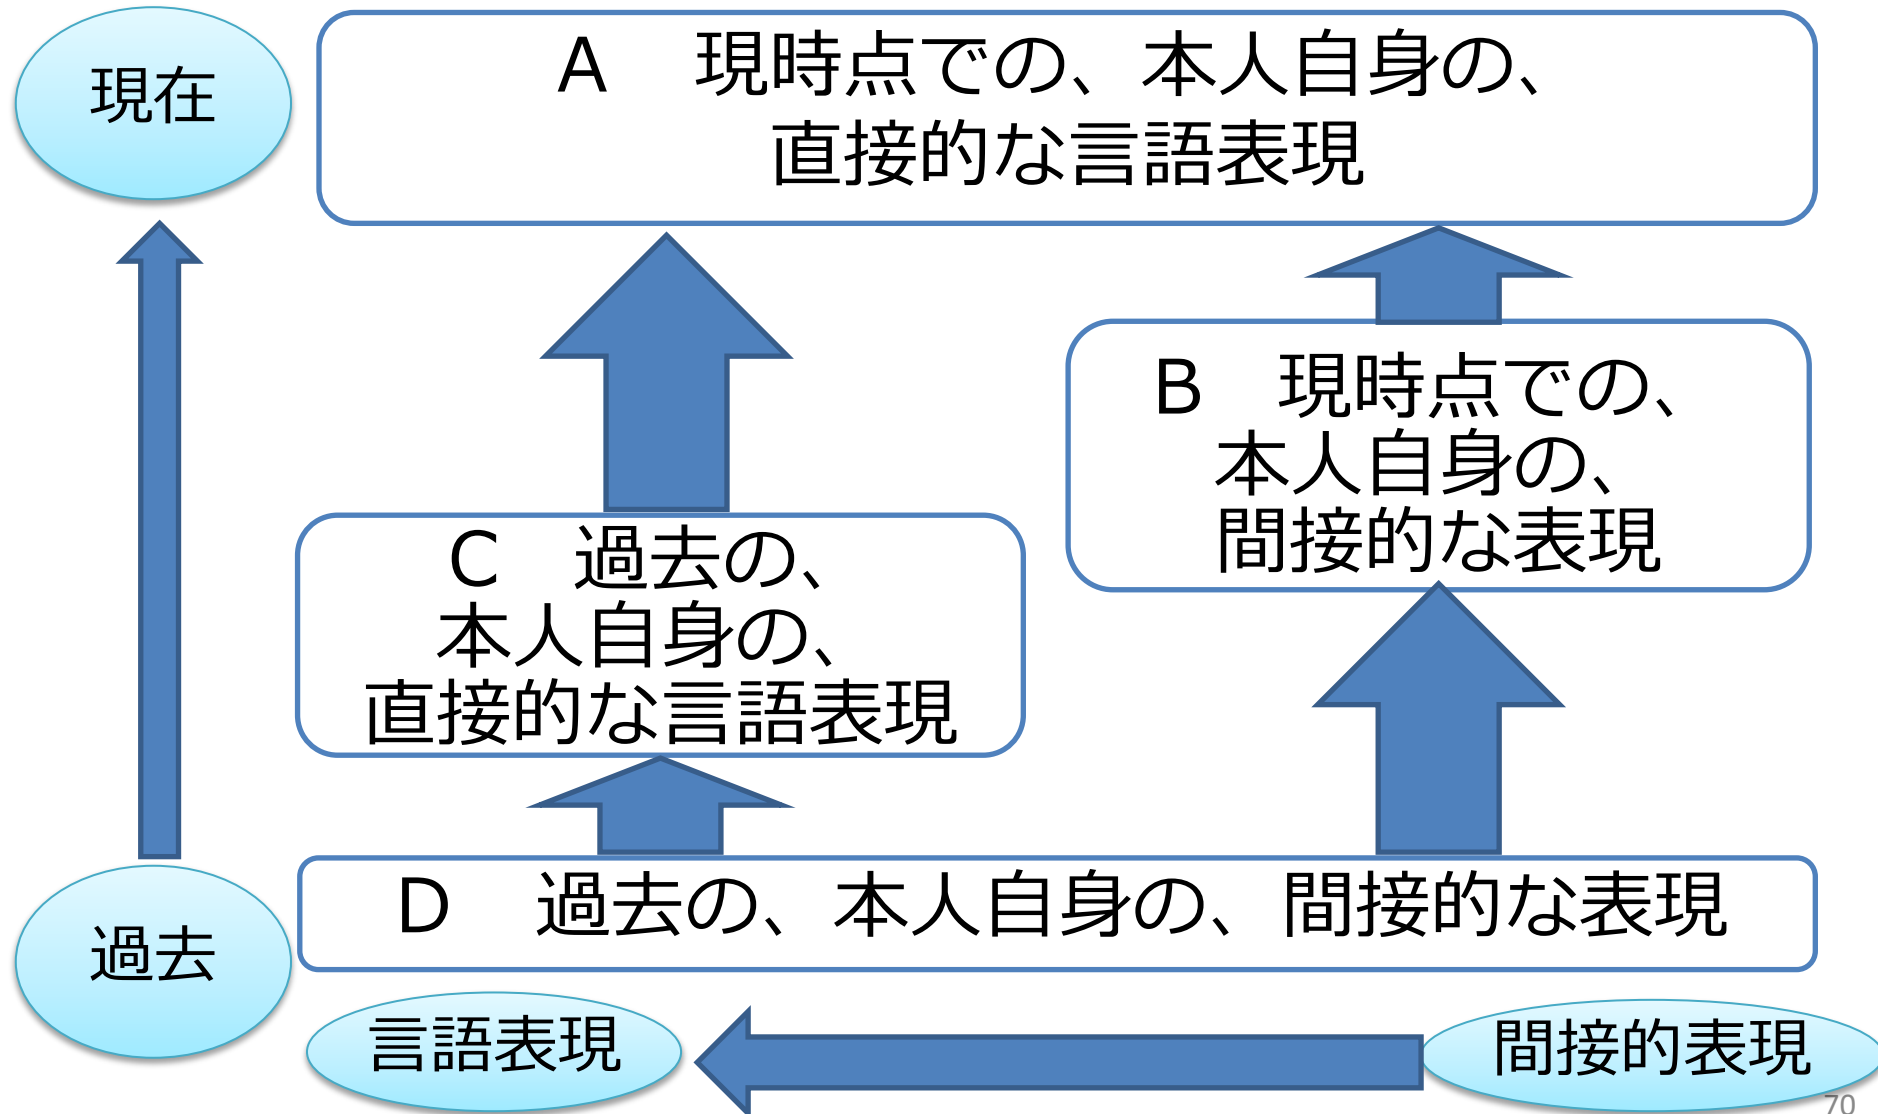 現在
A　現時点での、本人自身の、
直接的な言語表現
B　現時点での、
本人自身の、
間接的な表現
C　過去の、
本人自身の、
直接的な言語表現
D　過去の、本人自身の、間接的な表現
過去
言語表現
間接的表現
70